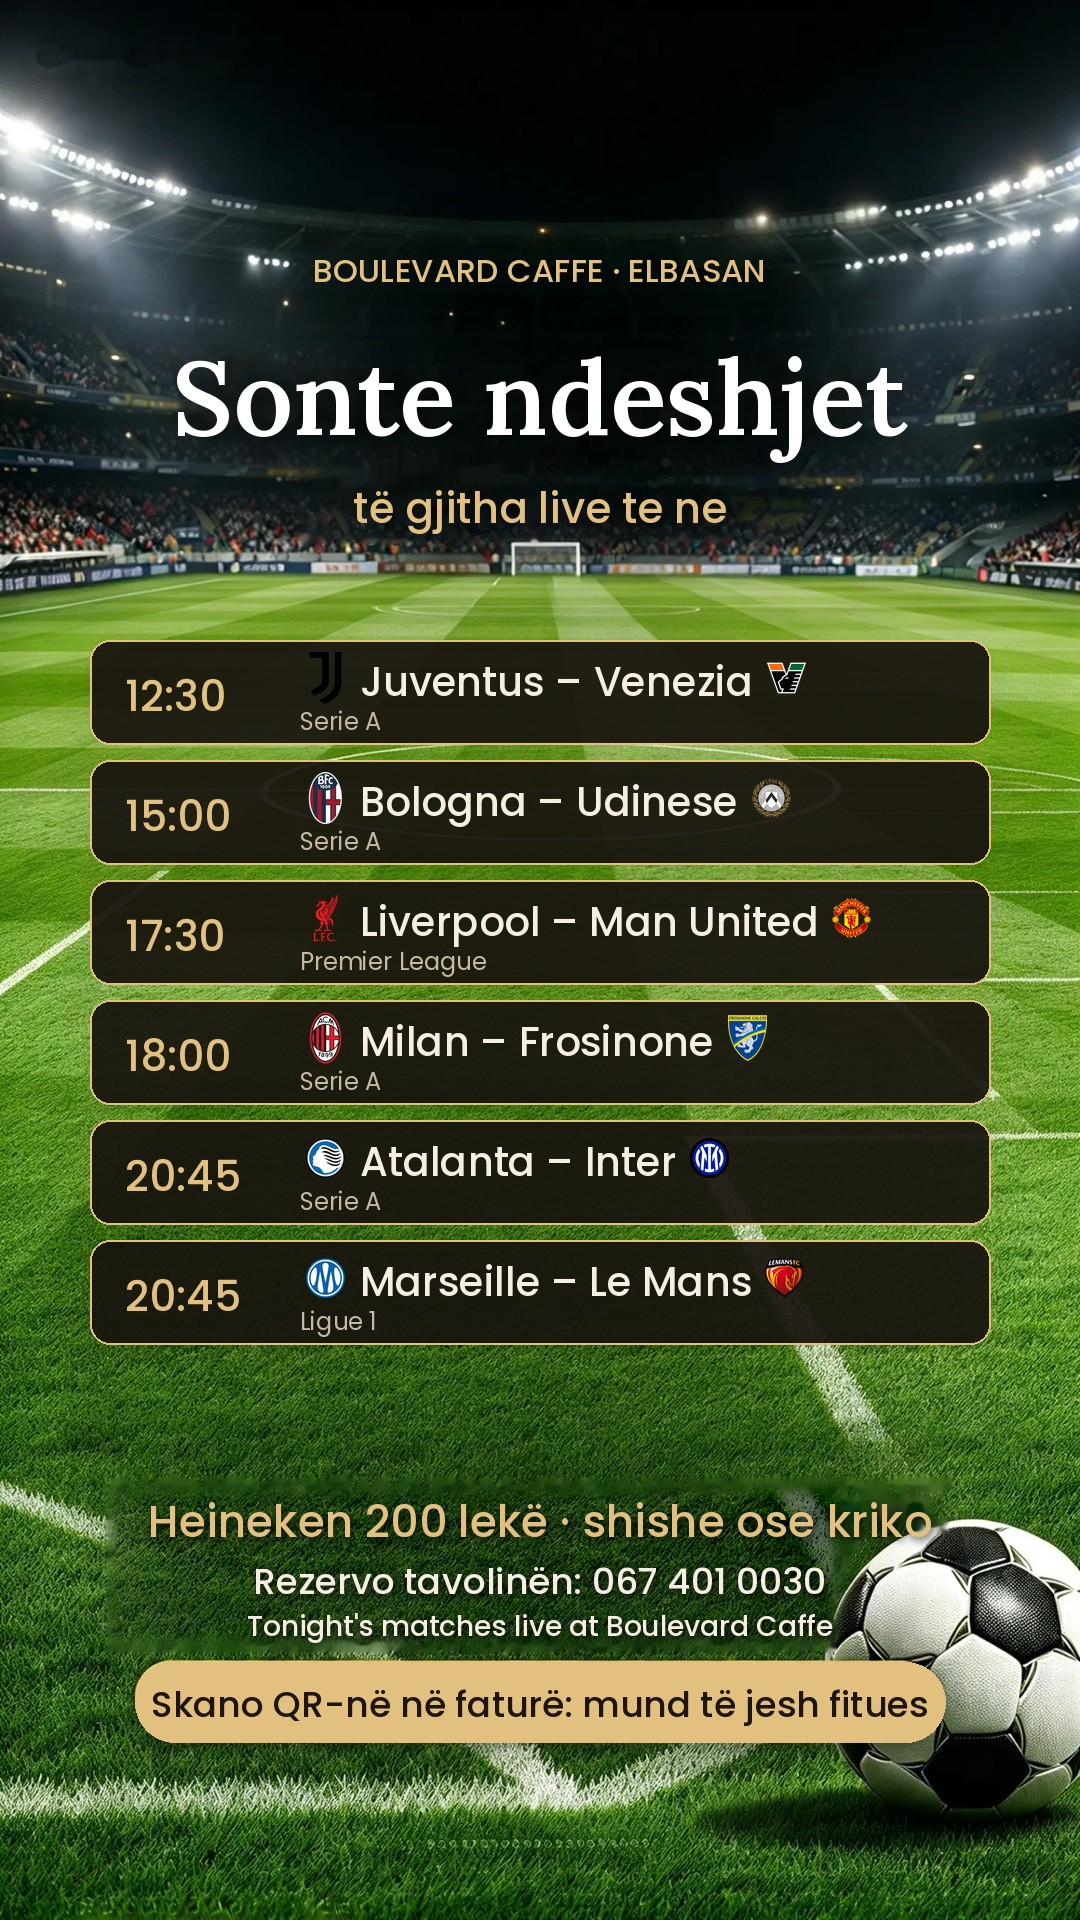 BOULEVARD CAFFE · ELBASAN
Sonte ndeshjet
të gjitha live te ne
12:30 Juventus – Venezia
Serie A
15:00 Bologna – Udinese
Serie A
17:30 Liverpool – Man United
Premier League
18:00 Milan – Frosinone
Serie A
20:45 Atalanta – Inter
Serie A
20:45 Marseille – Le Mans
Ligue 1
Heineken 200 lekë · shishe ose kriko
Rezervo tavolinën: 067 401 0030
Tonight's matches live at Boulevard Caffe
Skano QR-në në faturë: mund të jesh fitues